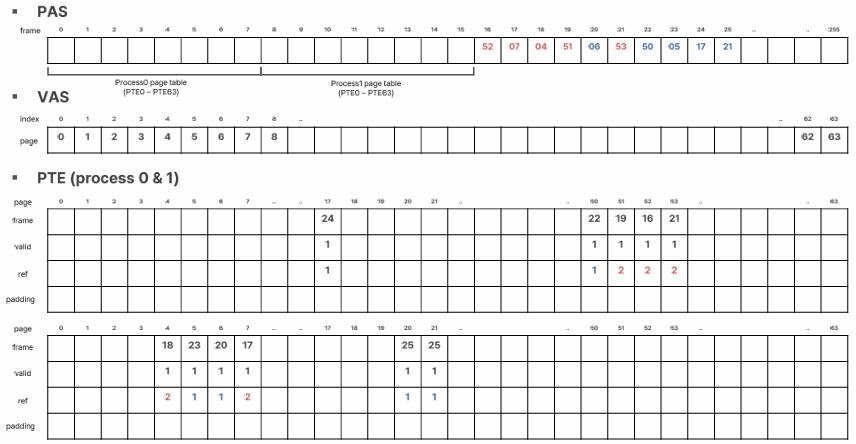 ▪ PAS
frame 0 1 2 3 4 5 6 7 8 9 10 11 12 13 14 15 16 17 18 19 20 21 22 23 24 25 .. .. 255
52 07 04 51 06 53 50 05 17 21
Process0 page table Process1 page table
(PTE0 – PTE63) (PTE0 – PTE63)
▪ VAS
index 0 1 2 3 4 5 6 7 8 .. .. 62 63
page 0 1 2 3 4 5 6 7 8 62 63
▪ PTE (process 0 & 1)
page 0 1 2 3 4 5 6 7 .. .. 17 18 19 20 21 .. .. 50 51 52 53 .. .. 63
frame 24 22 19 16 21
valid 1 1 1 1 1
ref 1 1 2 2 2
padding
page 0 1 2 3 4 5 6 7 .. .. 17 18 19 20 21 .. .. 50 51 52 53 .. .. 63
frame 18 23 20 17 25 25
valid 1 1 1 1 1 1
ref 2 1 1 2 1 1
padding